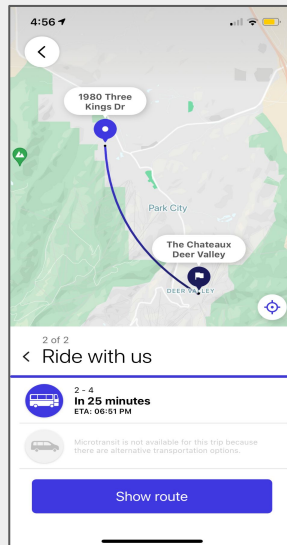 4:56
1980 Three
Kings Dr
Park City
The Chateaux
Deer Valley
DEER VALLEY
2 of 2
Ride with us
2 - 4
In 25 minutes
ETA: 06:51 PM
Microtransit is not available for this trip because
there are alternative transportation options.
Show route